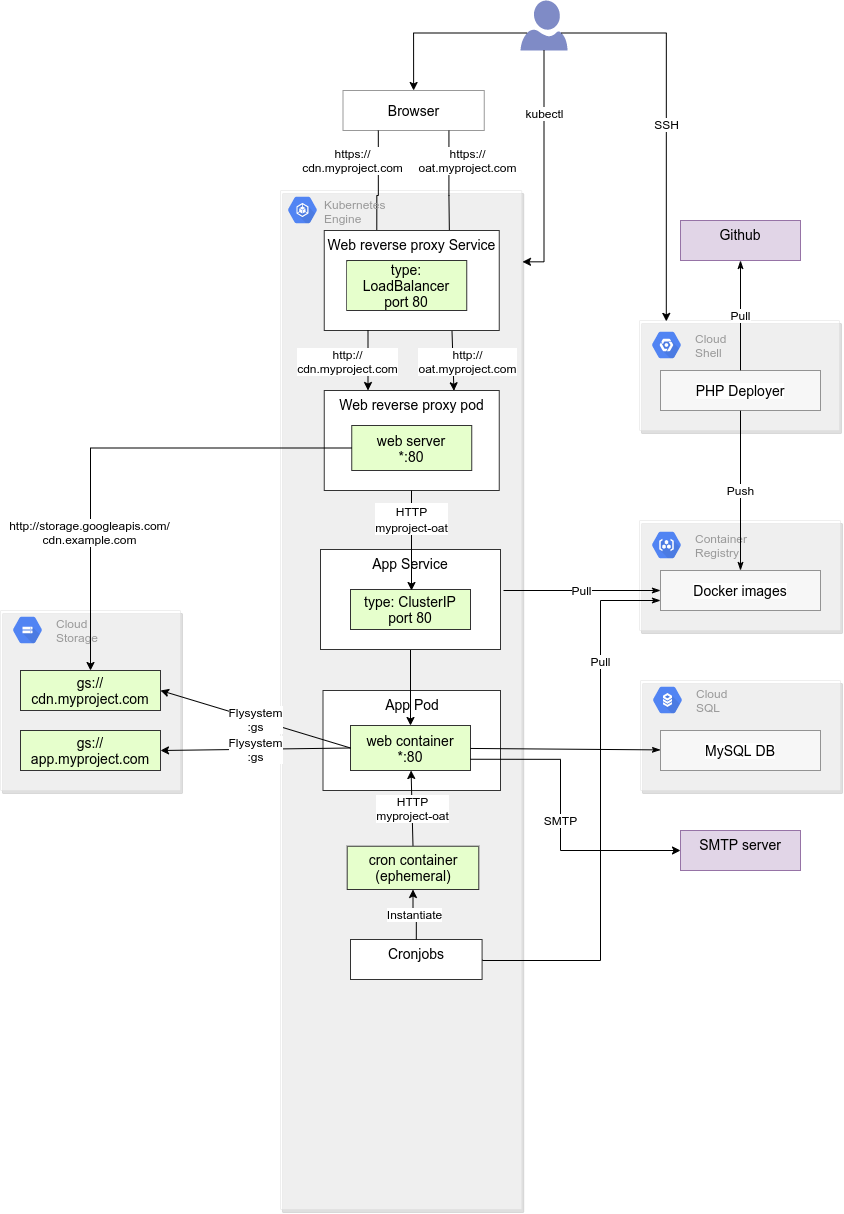 Browser
kubectl
SSH
https://
cdn.myproject.com
https://
oat.myproject.com
Kubernetes
Engine
Web reverse proxy Service
type:
LoadBalancer
port 80
Github
Pull
Cloud
Shell
PHP Deployer
http://
cdn.myproject.com
http://
oat.myproject.com
Web reverse proxy pod
web server
*:80
Push
HTTP
myproject-oat
http://storage.googleapis.com/
cdn.example.com
Container
Registry
Docker images
App Service
type: ClusterIP
port 80
Pull
Pull
Cloud
Storage
gs://
cdn.myproject.com
gs://
app.myproject.com
Flysystem
:gs
Flysystem
:gs
App Pod
web container
*:80
Cloud
SQL
MySQL DB
HTTP
myproject-oat
SMTP
SMTP server
cron container
(ephemeral)
Instantiate
Cronjobs